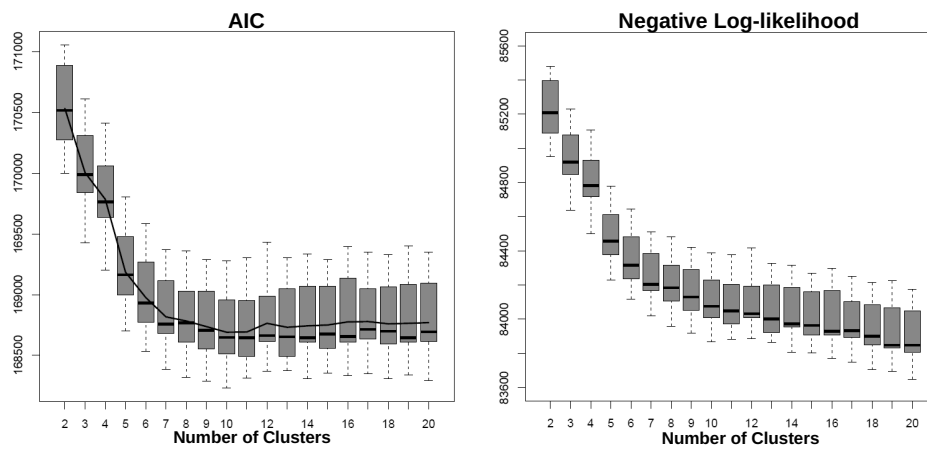 AIC
171000
170500
170000
169500
169000
168500
2 3 4 5 6 7 8 9 10 12 14 16 18 20
Number of Clusters
Negative Log-likelihood
85600
85200
84800
84400
84000
83600
2 3 4 5 6 7 8 9 10 12 14 16 18 20
Number of Clusters